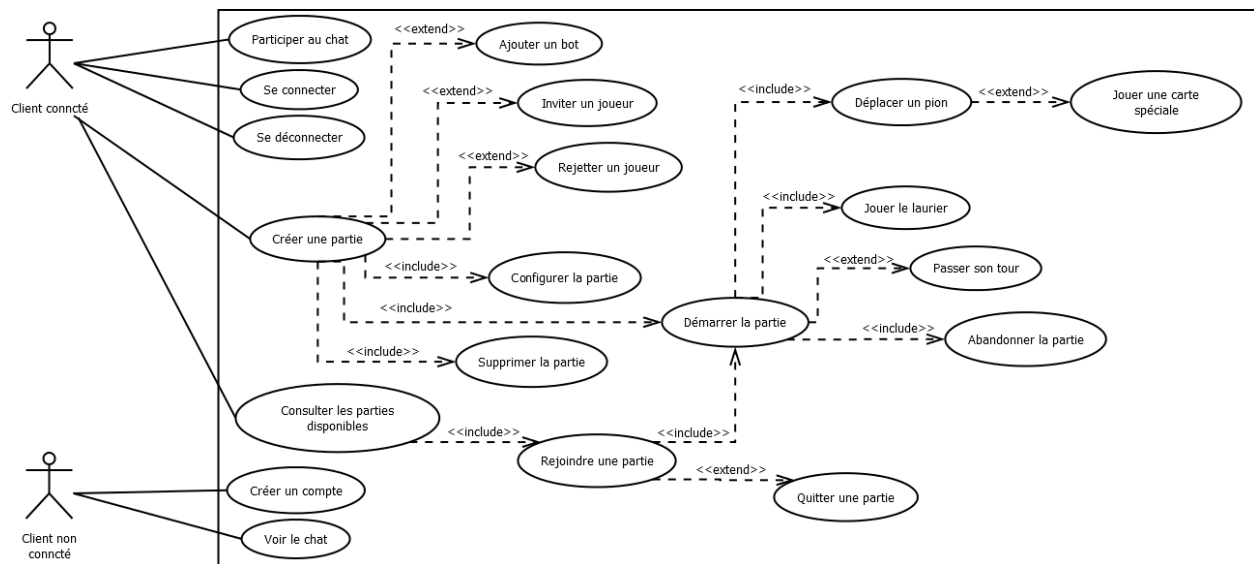 Client conncté
Participer au chat
Se connecter
Se déconnecter
Créer une partie
Consulter les parties
disponibles
Client non
conncté
Créer un compte
Voir le chat
<<extend>>
Ajouter un bot
<<extend>>
Inviter un joueur
<<extend>>
Rejetter un joueur
<<include>>
Configurer la partie
<<include>>
Démarrer la partie
<<include>>
Supprimer la partie
<<include>>
Rejoindre une partie
<<include>>
<<extend>>
Quitter une partie
<<include>>
Déplacer un pion
<<extend>>
Jouer une carte
spéciale
<<include>>
Jouer le laurier
<<extend>>
Passer son tour
<<include>>
Abandonner la partie